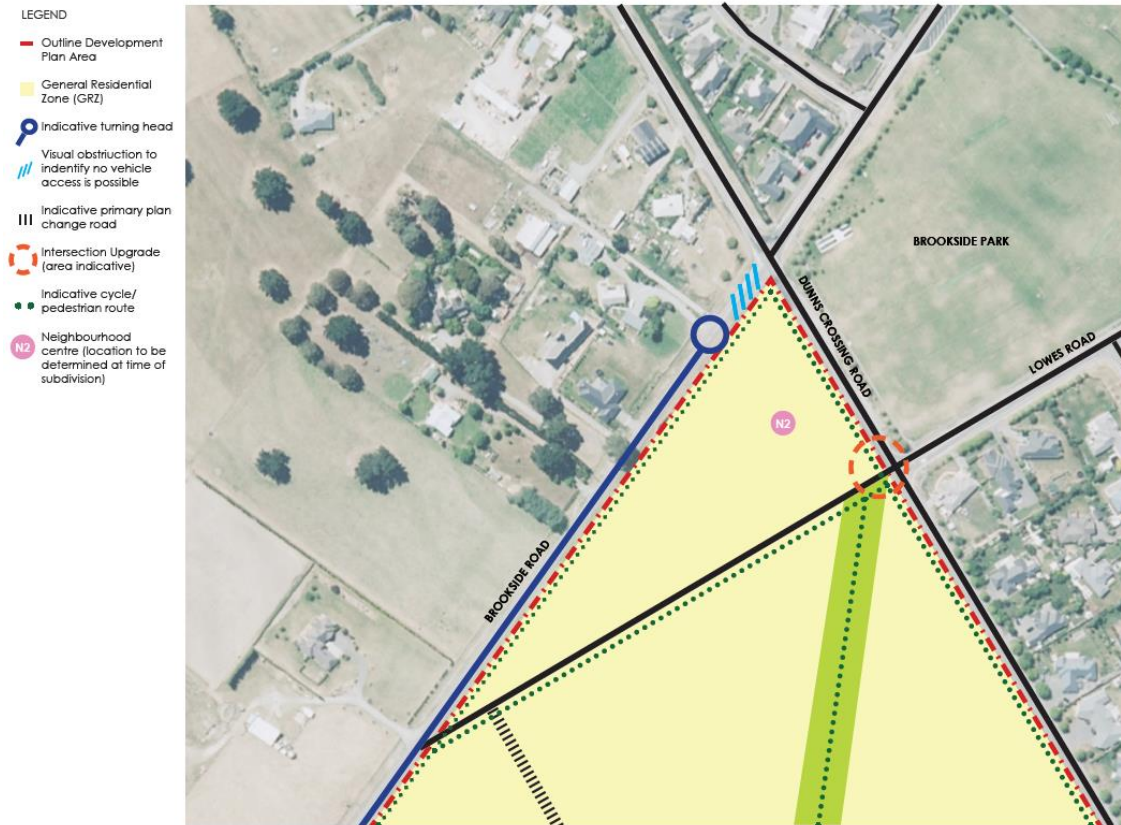 LEGEND
Outline Development
Plan Area
General Residential
Zone (GRZ)
Indicative turning head
Visual obstriuction to
indentify no vehicle
access is possible
Indicative primary plan
change road
Intersection Upgrade
(area indicative)
Indicative cycle/
pedestrian route
N2
Neighbourhood
centre (location to be
determined at time of
subdivision)
BROOKSIDE PARK
DUNNS CROSSING ROAD
LOWES ROAD
N2
BROOKSIDE ROAD